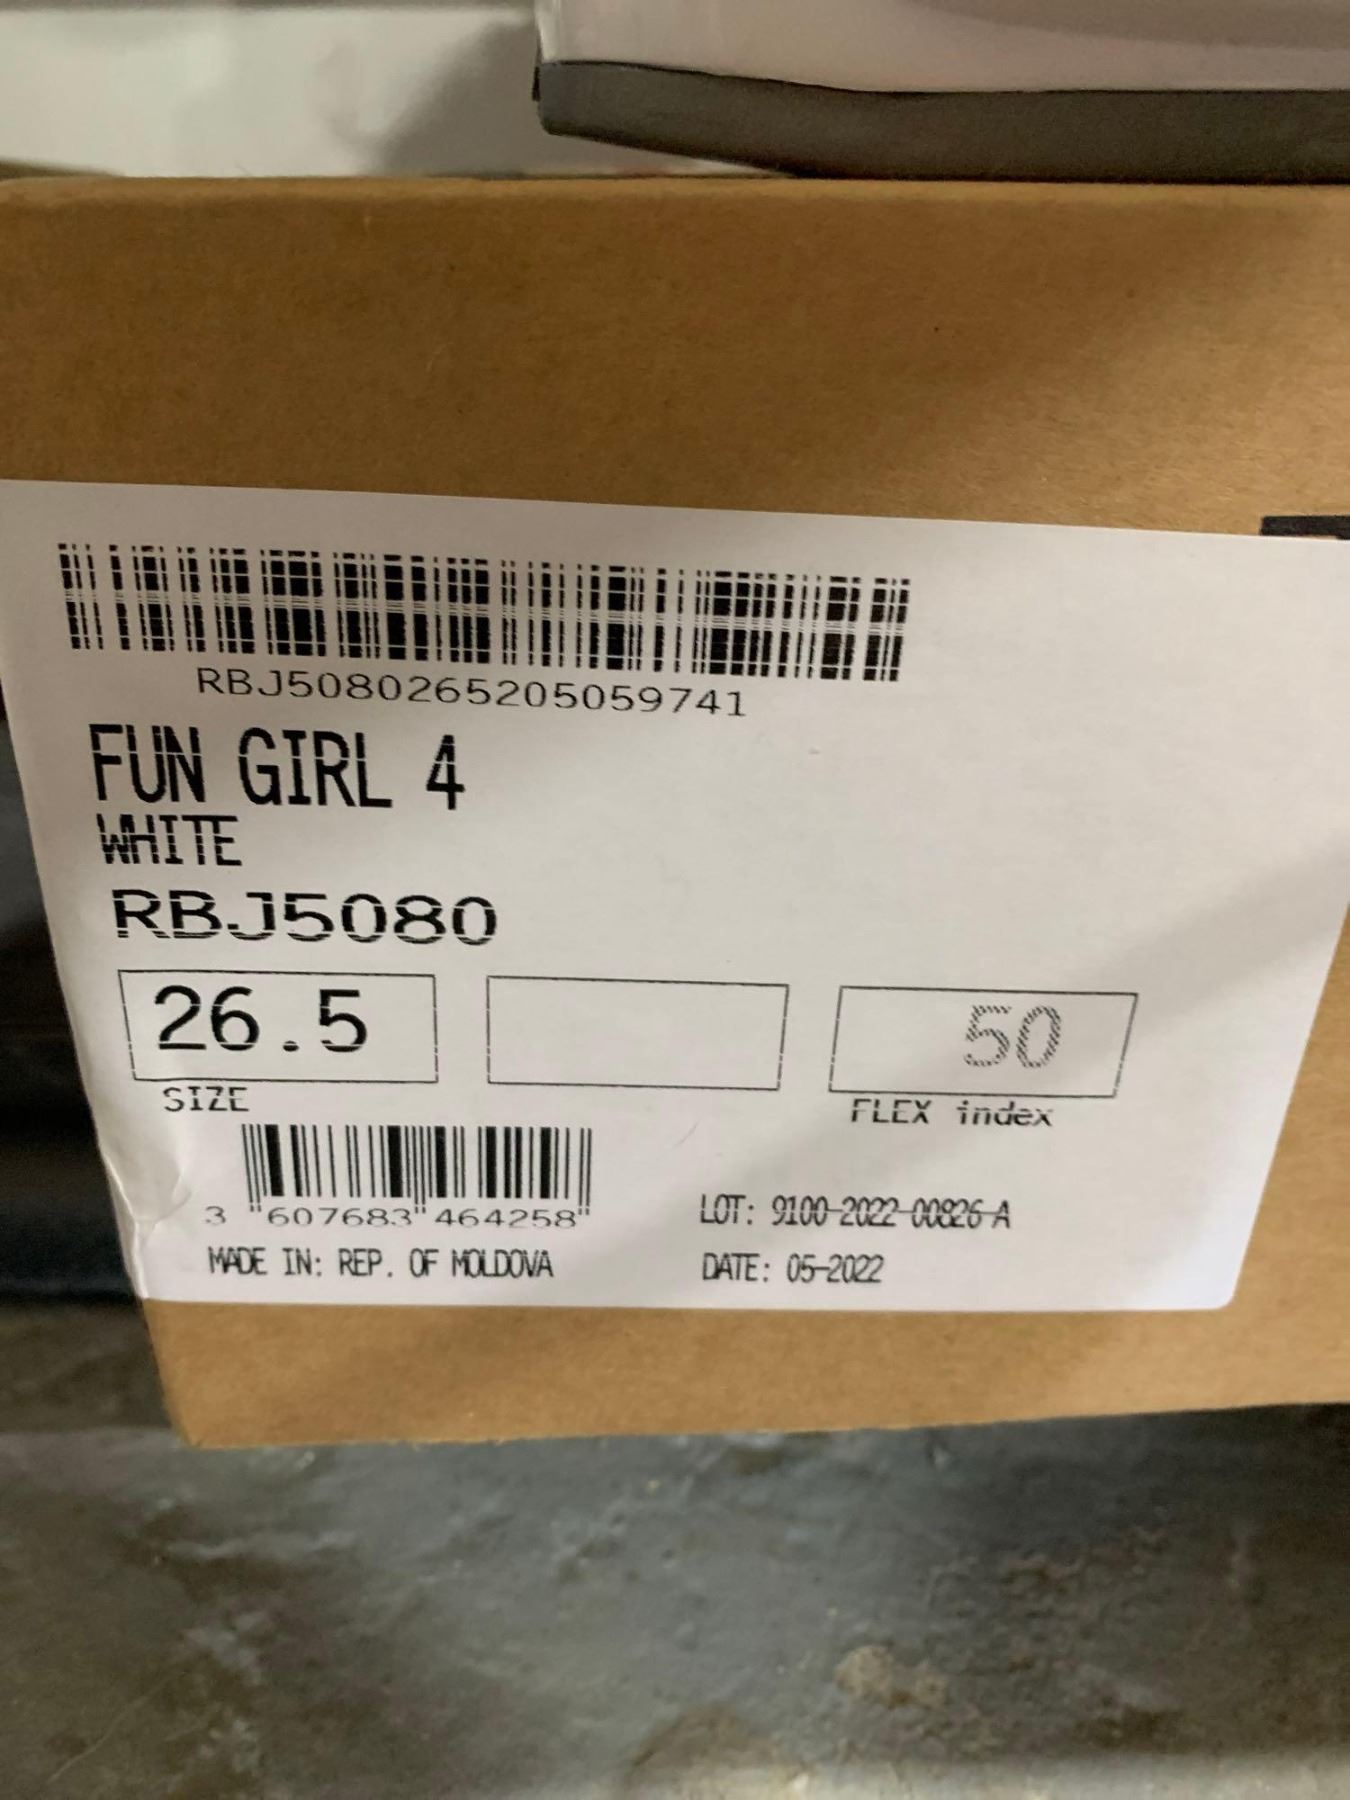 RBJ5080265205059741
FUN GIRL 4
WHITE
RBJ5080
26.5
50
SIZE
FLEX index
3 "607683"464258"
LOT: 9100-2022-00826-A
MADE IN: REP. OF MOLDOVA
DATE: 05-2022